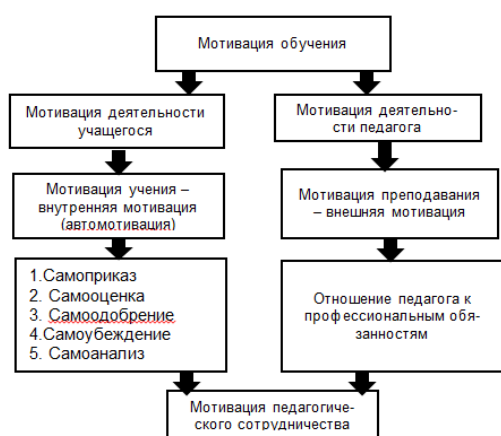 Мотивация обучения
Мотивация деятельности
учащегося
Мотивация деятельно-
сти педагога
Мотивация учения –
внутренняя мотивация
(автомотивация)
Мотивация преподавания
– внешняя мотивация
1.Самоприказ
2. Самооценка
3. Самоодобрение
4.Самоубеждение
5. Самоанализ
Отношение педагога к
профессиональным обя-
занностям
Мотивация педагогиче-
ского сотрудничества